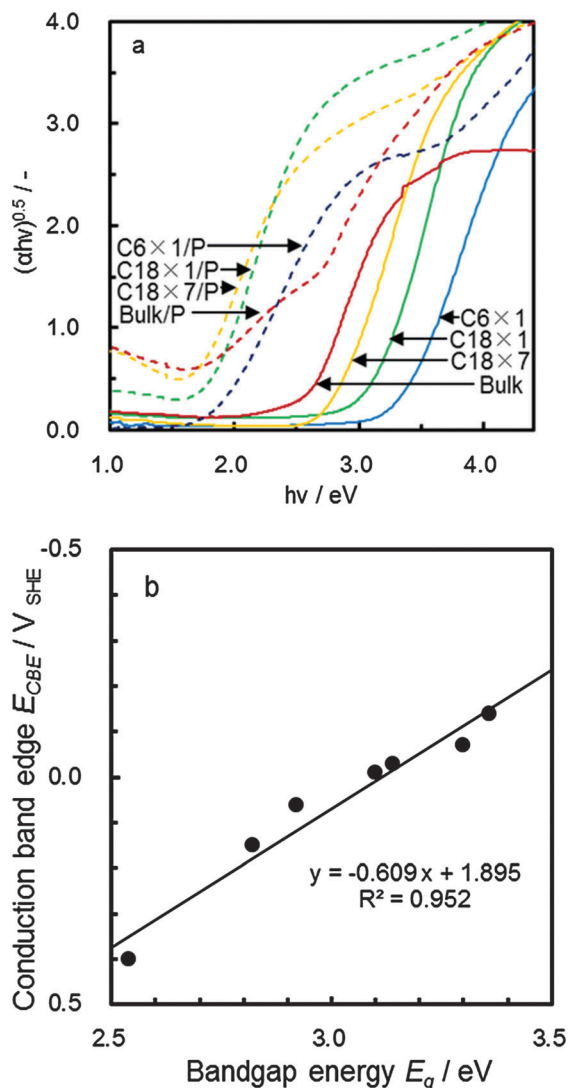 a
4.0
3.0
2.0
1.0
0.0
(αhν)^0.5 / -
C6×1/P
C18×1/P
C18×7/P
Bulk/P
C6×1
C18×1
C18×7
Bulk
1.0 2.0 3.0 4.0
hν / eV
b
-0.5
0.0
0.5
Conduction band edge E_CBE / V_SHE
y = -0.609 x + 1.895
R² = 0.952
2.5 3.0 3.5
Bandgap energy E_g / eV